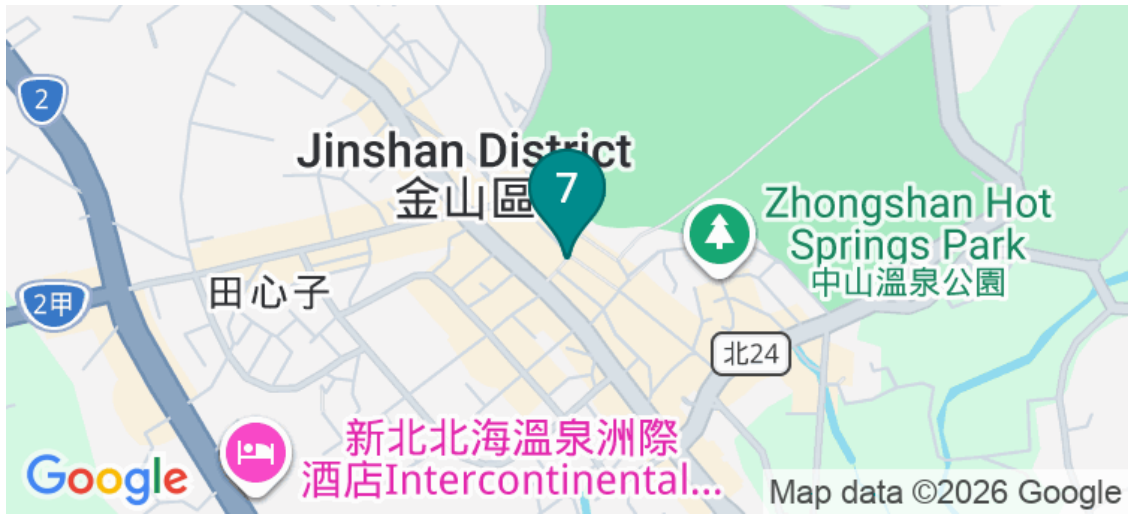 2
Jinshan District
金山區
7
Zhongshan Hot
Springs Park
中山溫泉公園
田心子
2甲
北24
新北北海溫泉洲際
酒店Intercontinental...
Google
Map data ©2026 Google